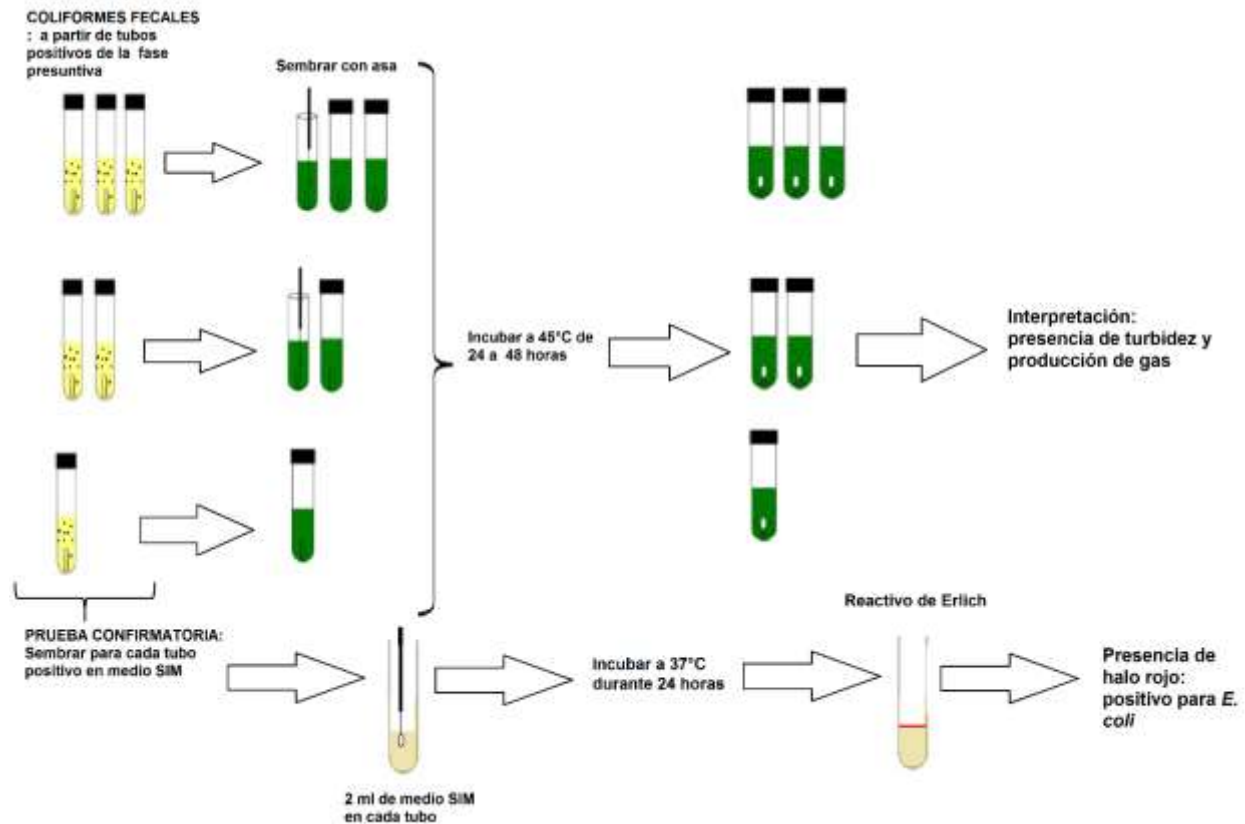 COLIFORMES FECALES
: a partir de tubos
positivos de la fase
presuntiva
Sembrar con asa
Incubar a 45°C de
24 a 48 horas
Interpretación:
presencia de turbidez y
producción de gas
PRUEBA CONFIRMATORIA:
Sembrar para cada tubo
positivo en medio SIM
2 ml de medio SIM
en cada tubo
Incubar a 37°C
durante 24 horas
Reactivo de Erlich
Presencia de
halo rojo:
positivo para E.
coli